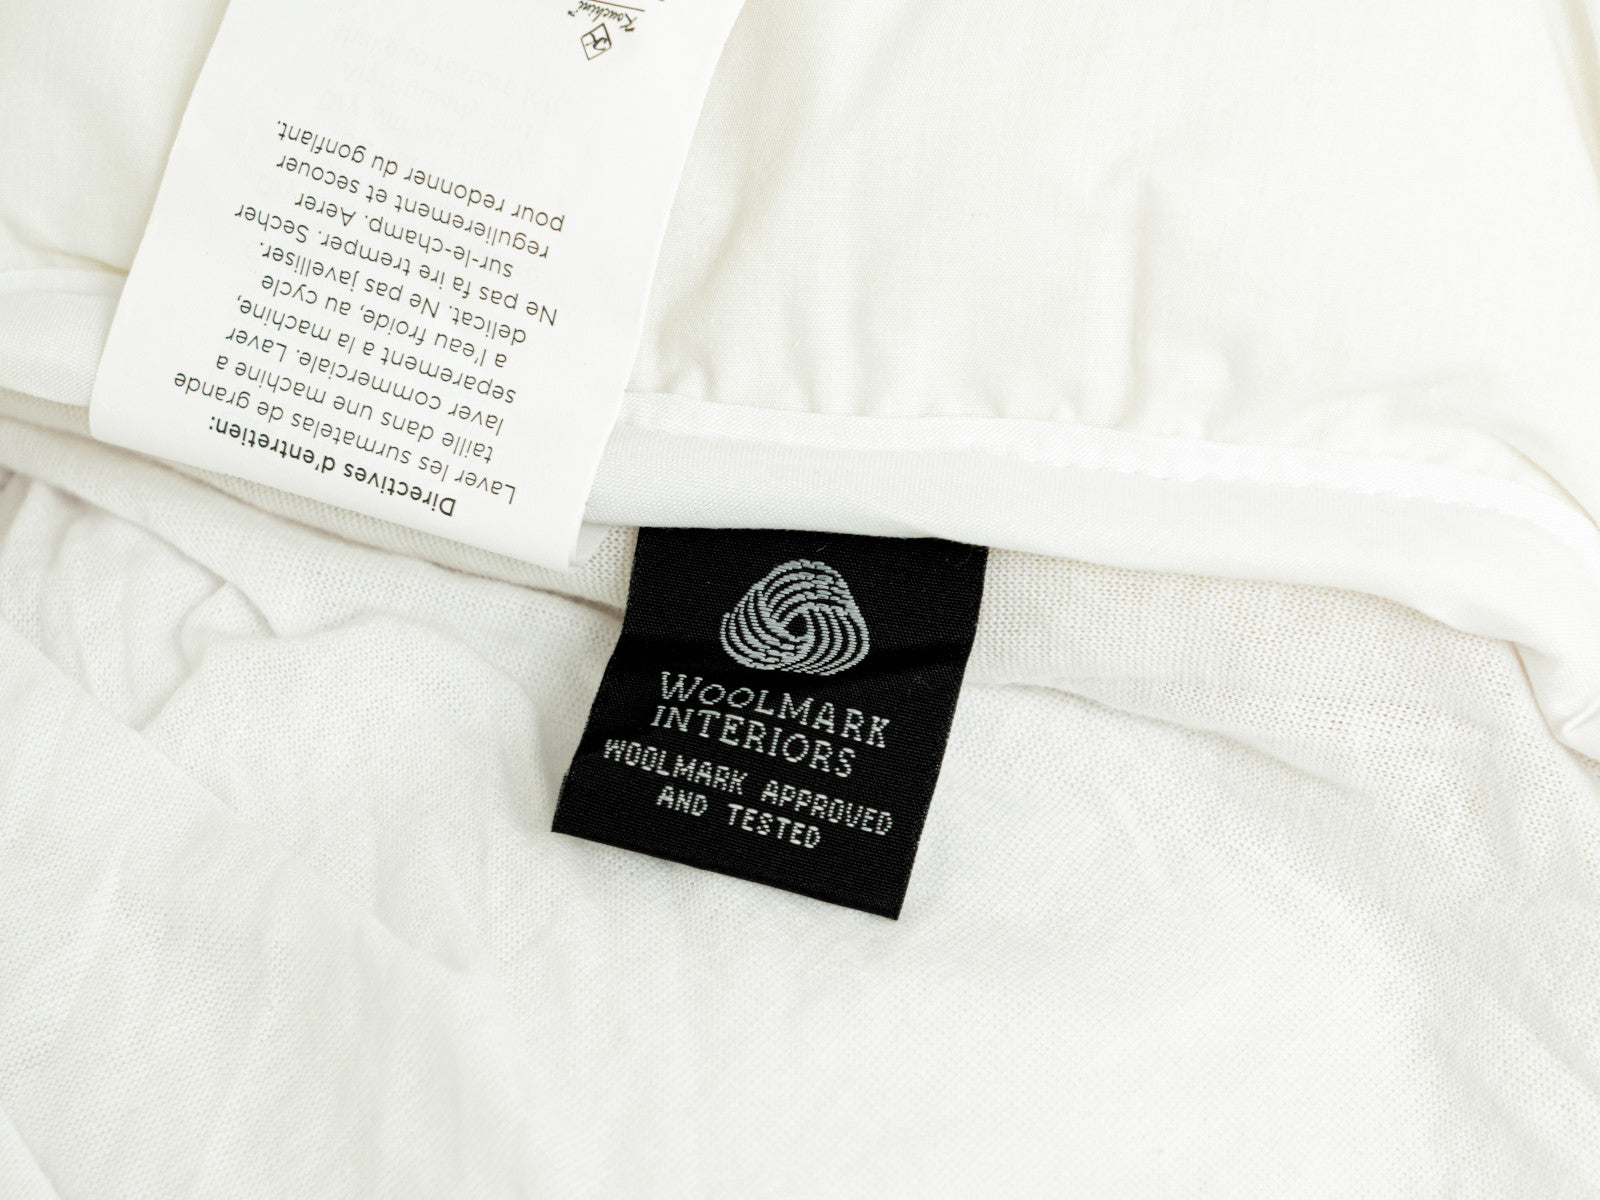 Directives d'entretien:
Laver les surmatelas de grande
taille dans une machine a
laver commerciale. Laver
separement a la machine,
a l'eau froide, au cycle
delicat. Ne pas javelliser.
Ne pas fa ire tremper. Secher
sur-le-champ. Aerer
regulierement et secouer
pour redonner du gonflant.
WOOLMARK
INTERIORS
WOOLMARK APPROVED
AND TESTED